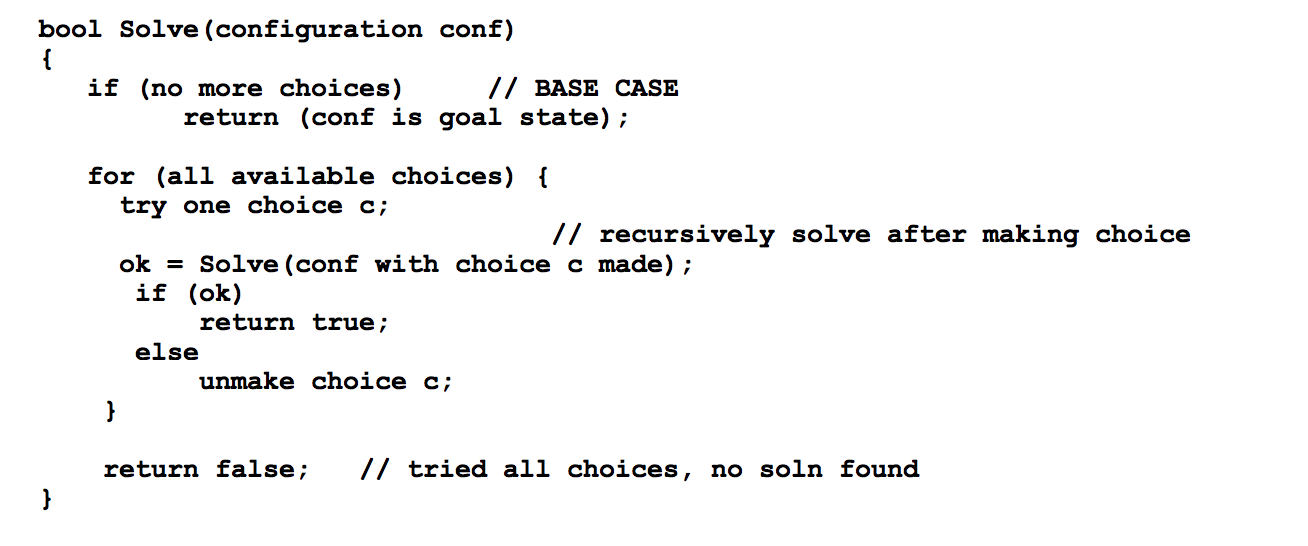 bool Solve(configuration conf)
{
if (no more choices) // BASE CASE
return (conf is goal state);
for (all available choices) {
try one choice c;
// recursively solve after making choice
ok = Solve(conf with choice c made);
if (ok)
return true;
else
unmake choice c;
}
return false; // tried all choices, no soln found
}